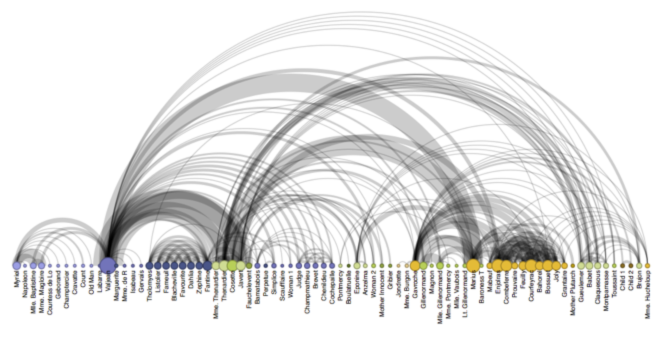 Myriel
Napoleon
Mlle. Baptistine
Mme. Magloire
Countess de Lo
Geborand
Champtercier
Cravatte
Count
Old Man
Labarre
Valjean
Marguerite
Mme. de R
Isabeau
Gervais
Tholomyes
Listolier
Fameuil
Blacheville
Favourite
Dahlia
Zephine
Fantine
Mme. Thenardier
Thenardier
Cosette
Javert
Fauchelevent
Bamatabois
Perpetue
Simplice
Scaufflaire
Woman 1
Judge
Champmathieu
Brevet
Chenildieu
Cochepaille
Pontmercy
Boulatruelle
Eponine
Anzelma
Woman 2
Mother Innocent
Gribier
Jondrette
Mme. Burgon
Gavroche
Gillenormand
Magnon
Mlle. Gillenormand
Mme. Pontmercy
Mlle. Vaubois
Lt. Gillenormand
Marius
Baroness T
Mabeuf
Enjolras
Combeferre
Prouvaire
Feuilly
Courfeyrac
Bahorel
Bossuet
Joly
Grantaire
Mother Plutarch
Gueulemer
Babet
Claquesous
Montparnasse
Toussaint
Child 1
Child 2
Brujon
Mme. Hucheloup